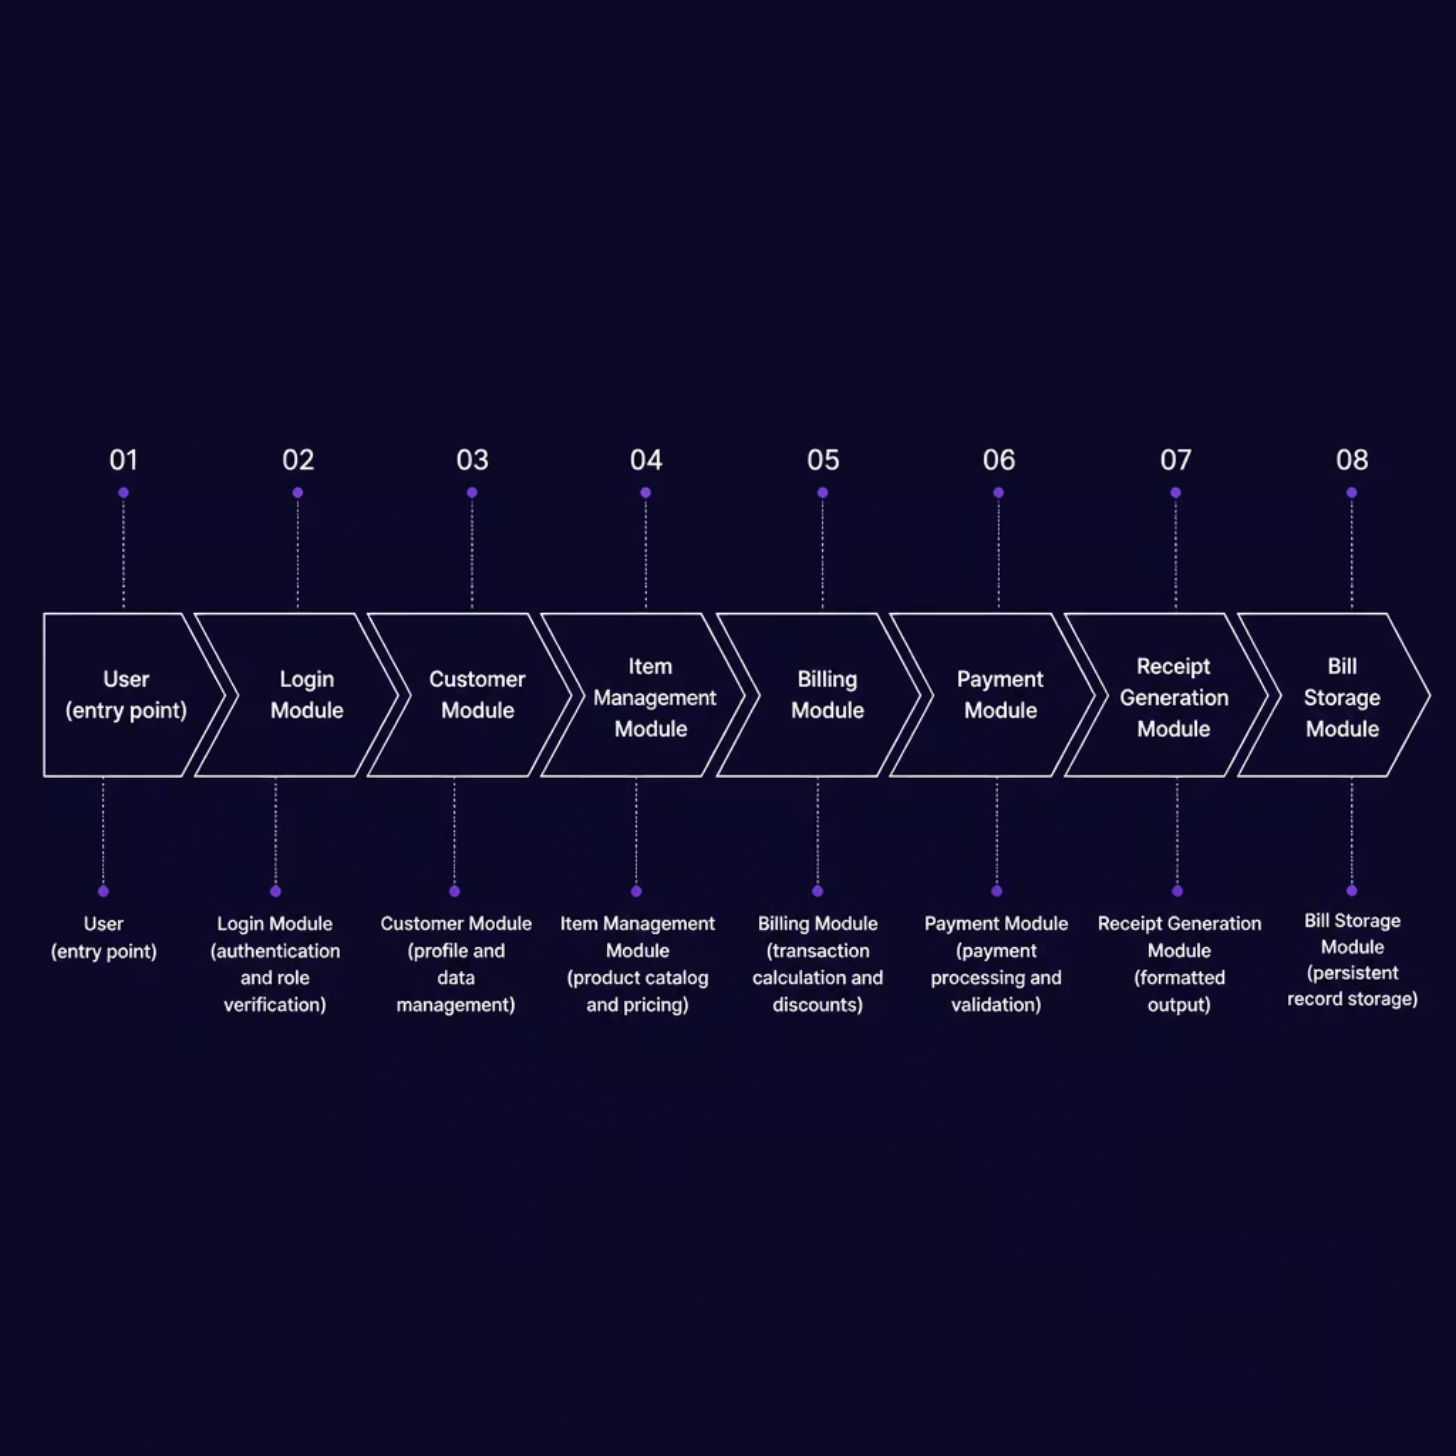 01
02
03
04
05
06
07
08
User
(entry point)
Login
Module
Customer
Module
Item
Management
Module
Billing
Module
Payment
Module
Receipt
Generation
Module
Bill
Storage
Module
User
(entry point)
Login Module
(authentication
and role
verification)
Customer Module
(profile and
data
management)
Item Management
Module
(product catalog
and pricing)
Billing Module
(transaction
calculation and
discounts)
Payment Module
(payment
processing and
validation)
Receipt Generation
Module
(formatted
output)
Bill Storage
Module
(persistent
record storage)